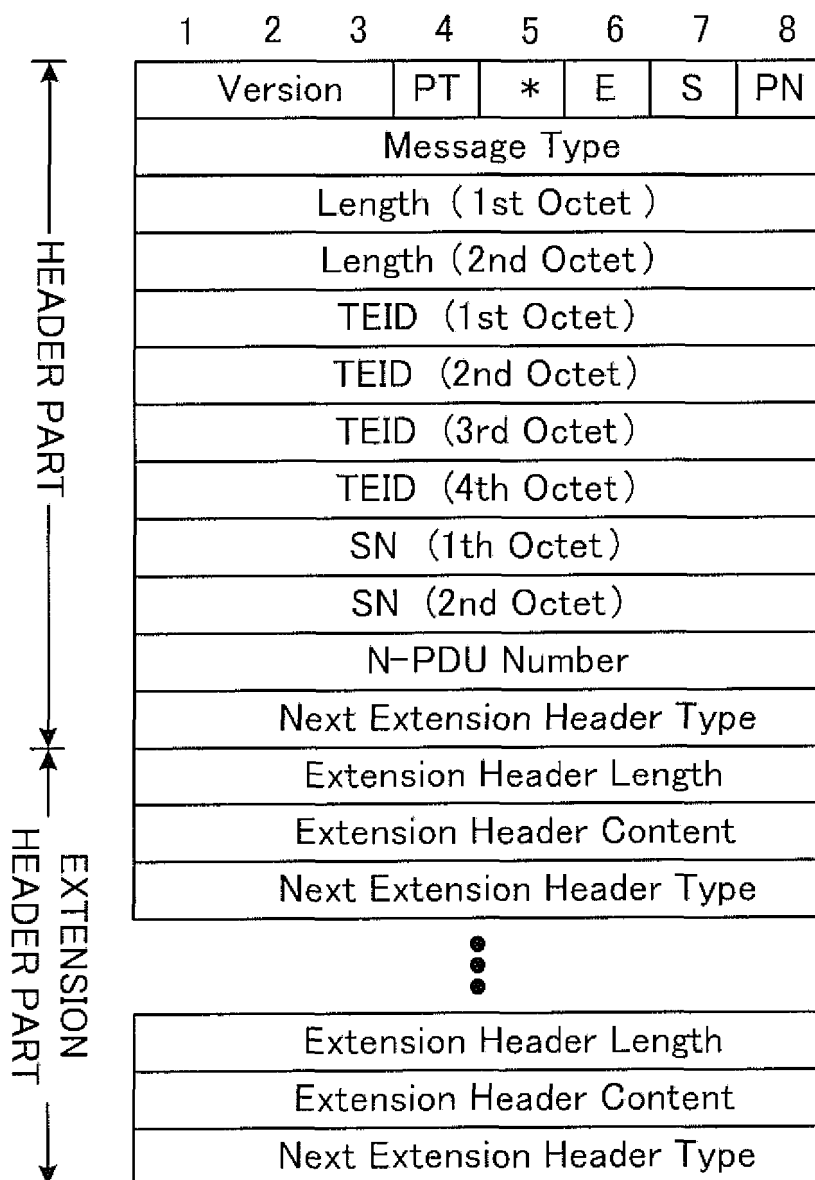 1 2 3 4 5 6 7 8
Version PT * E S PN
Message Type
Length (1st Octet)
Length (2nd Octet)
TEID (1st Octet)
TEID (2nd Octet)
TEID (3rd Octet)
TEID (4th Octet)
SN (1th Octet)
SN (2nd Octet)
N-PDU Number
Next Extension Header Type
HEADER PART
Extension Header Length
Extension Header Content
Next Extension Header Type
Extension Header Length
Extension Header Content
Next Extension Header Type
EXTENSION
HEADER PART